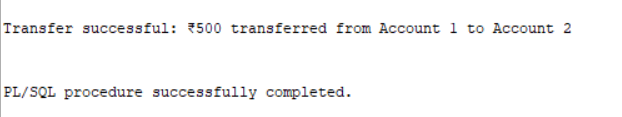 Transfer successful: ₹500 transferred from Account 1 to Account 2
PL/SQL procedure successfully completed.